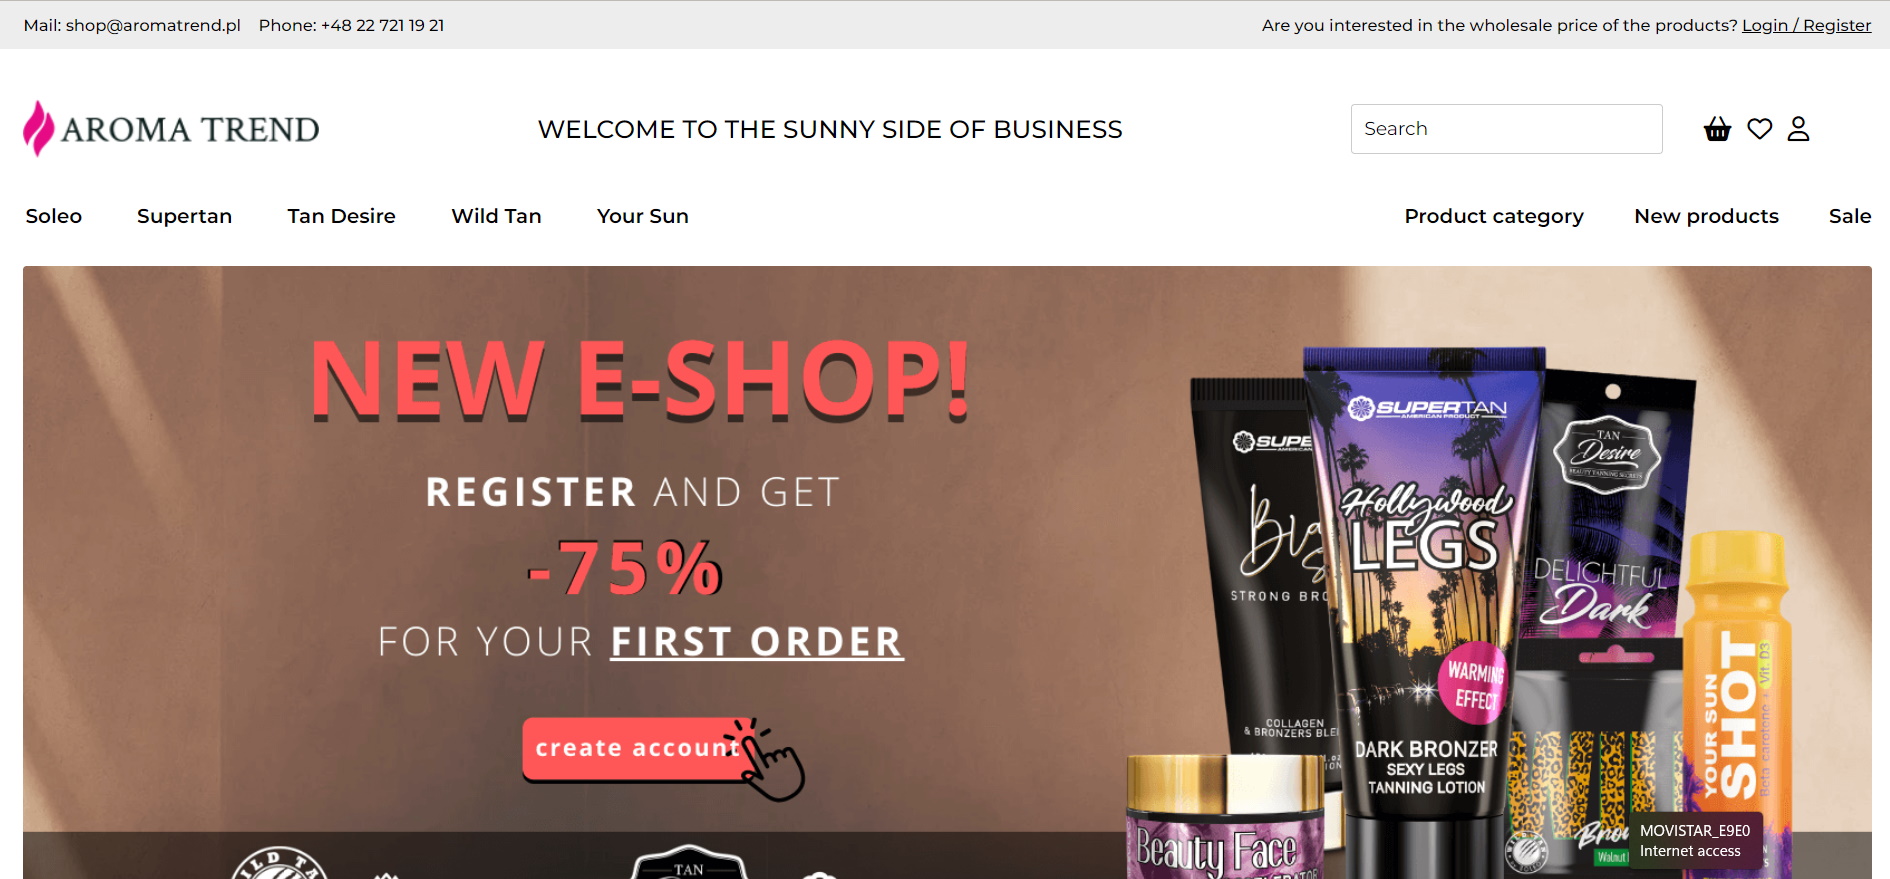 Mail: shop@aromatrend.pl Phone: +48 22 721 19 21
Are you interested in the wholesale price of the products? Login / Register
AROMA TREND
WELCOME TO THE SUNNY SIDE OF BUSINESS
Search
Soleo Supertan Tan Desire Wild Tan Your Sun
Product category New products Sale
NEW E-SHOP!
REGISTER AND GET
-75%
FOR YOUR FIRST ORDER
create account
SUPE
AMERICAN
STRONG BRO
COLLAGEN
& BRONZERS BLE
SUPERTAN
AMERICAN PRODUCT
Hollywood
LEGS
WARMING
EFFECT
DARK BRONZER
SEXY LEGS
TANNING LOTION
TAN
Desire
BEAUTY TANNING SECRETS
DELIGHTFUL
Dark
YOUR SUN
SHOT
Beta-carotene + Vit. D3
Beauty Face
Walnut
MOVISTAR_E9E0
Internet access
TAN